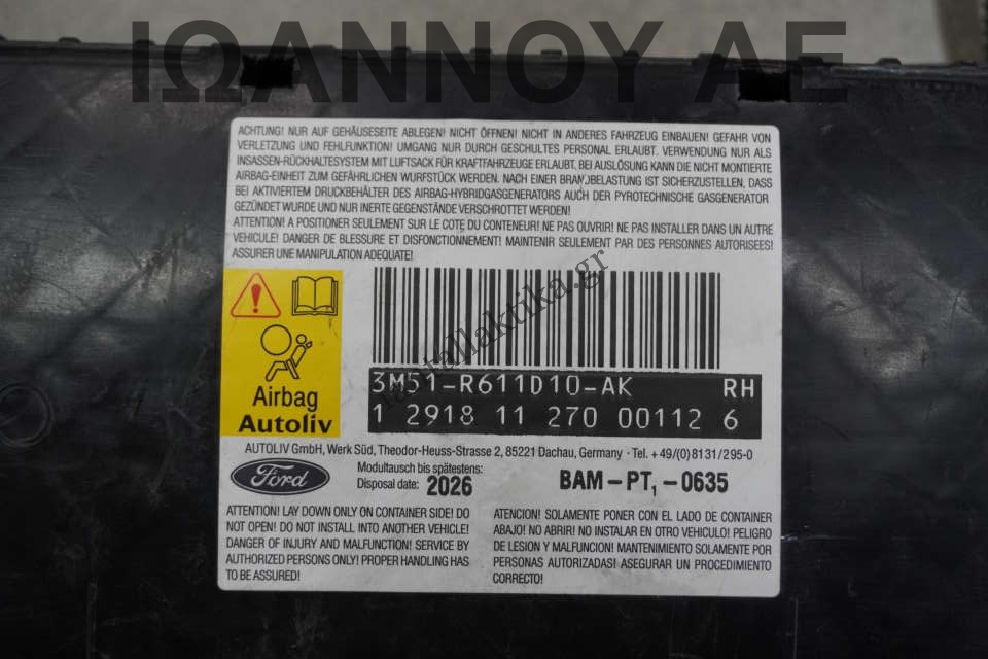 ΙΩΑΝΝΟΥ ΑΕ
ACHTUNG! NUR AUF GEHÄUSESEITE ABLEGEN! NICHT ÖFFNEN! NICHT IN ANDERES FAHRZEUG EINBAUEN! GEFAHR VON
VERLETZUNG UND FEHLFUNKTION! UMGANG NUR DURCH GESCHULTES PERSONAL ERLAUBT. VERWENDUNG NUR ALS
INSASSEN-RÜCKHALTESYSTEM MIT LUFTSACK FÜR KRAFTFAHRZEUGE ERLAUBT. BEI AUSLÖSUNG KANN DIE NICHT MONTIERTE
AIRBAG-EINHEIT ZUM GEFÄHRLICHEN WURFSTÜCK WERDEN. NACH EINER BRANDBELASTUNG IST SICHERZUSTELLEN, DASS
BEI AKTIVIERTEM DRUCKBEHÄLTER DES AIRBAG-HYBRIDGASGENERATORS AUCH DER PYROTECHNISCHE GASGENERATOR
GEZÜNDET WURDE UND NUR INERTE GEGENSTÄNDE VERSCHROTTET WERDEN!
ATTENTION! A POSITIONER SEULEMENT SUR LE COTE DU CONTENEUR! NE PAS OUVRIR! NE PAS INSTALLER DANS UN AUTRE
VEHICULE! DANGER DE BLESSURE ET DISFONCTIONNEMENT! MAINTENIR SEULEMENT PAR DES PERSONNES AUTORISEES!
ASSURER UNE MANIPULATION ADEQUATE!
Airbag
Autoliv
3M51-R611D10-AK RH
1 2918 11 270 00112 6
AUTOLIV GmbH, Werk Süd, Theodor-Heuss-Strasse 2, 85221 Dachau, Germany · Tel. +49/(0)8131/295-0
Ford
Modultausch bis spätestens:
Disposal date: 2026
BAM-PT₁-0635
ATTENTION! LAY DOWN ONLY ON CONTAINER SIDE! DO
NOT OPEN! DO NOT INSTALL INTO ANOTHER VEHICLE!
DANGER OF INJURY AND MALFUNCTION! SERVICE BY
AUTHORIZED PERSONS ONLY! PROPER HANDLING HAS
TO BE ASSURED!
ATENCION! SOLAMENTE PONER CON EL LADO DE CONTAINER
ABAJO! NO ABRIR! NO INSTALAR EN OTRO VEHICULO! PELIGRO
DE LESION Y MALFUNCION! MANTENIMIENTO SOLAMENTE POR
PERSONAS AUTORIZADAS! ASEGURAR UN PROCEDIMIENTO
CORRECTO!